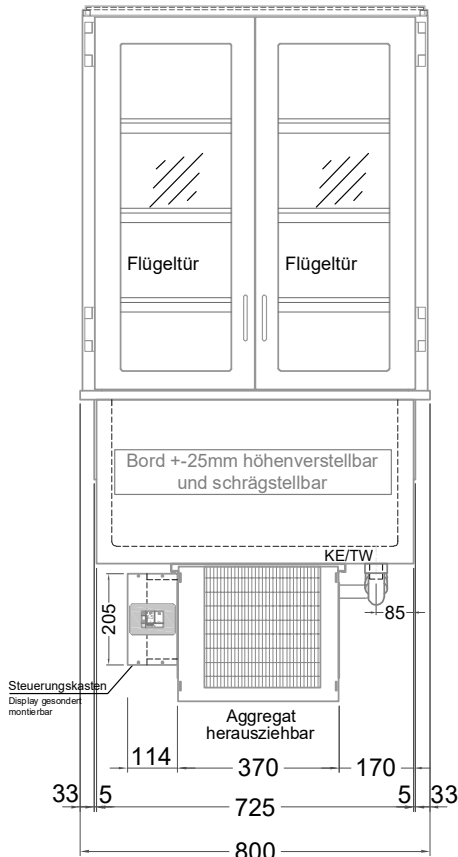 Flügeltür Flügeltür
Bord +-25mm höhenverstellbar
und schrägstellbar
KE/TW
205
85
Steuerungskasten
Display gesondert
montierbar
Aggregat
herausziehbar
114 370 170
33 5 725 5 33
800